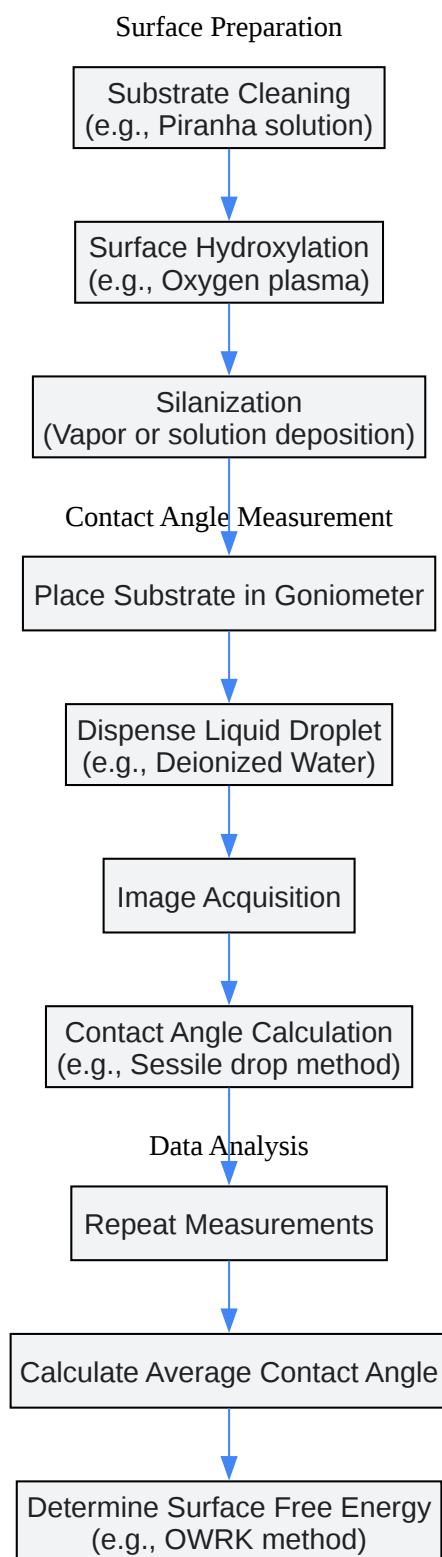 Surface Preparation
Substrate Cleaning
(e.g., Piranha solution)
Surface Hydroxylation
(e.g., Oxygen plasma)
Silanization
(Vapor or solution deposition)
Contact Angle Measurement
Place Substrate in Goniometer
Dispense Liquid Droplet
(e.g., Deionized Water)
Image Acquisition
Contact Angle Calculation
(e.g., Sessile drop method)
Data Analysis
Repeat Measurements
Calculate Average Contact Angle
Determine Surface Free Energy
(e.g., OWRK method)